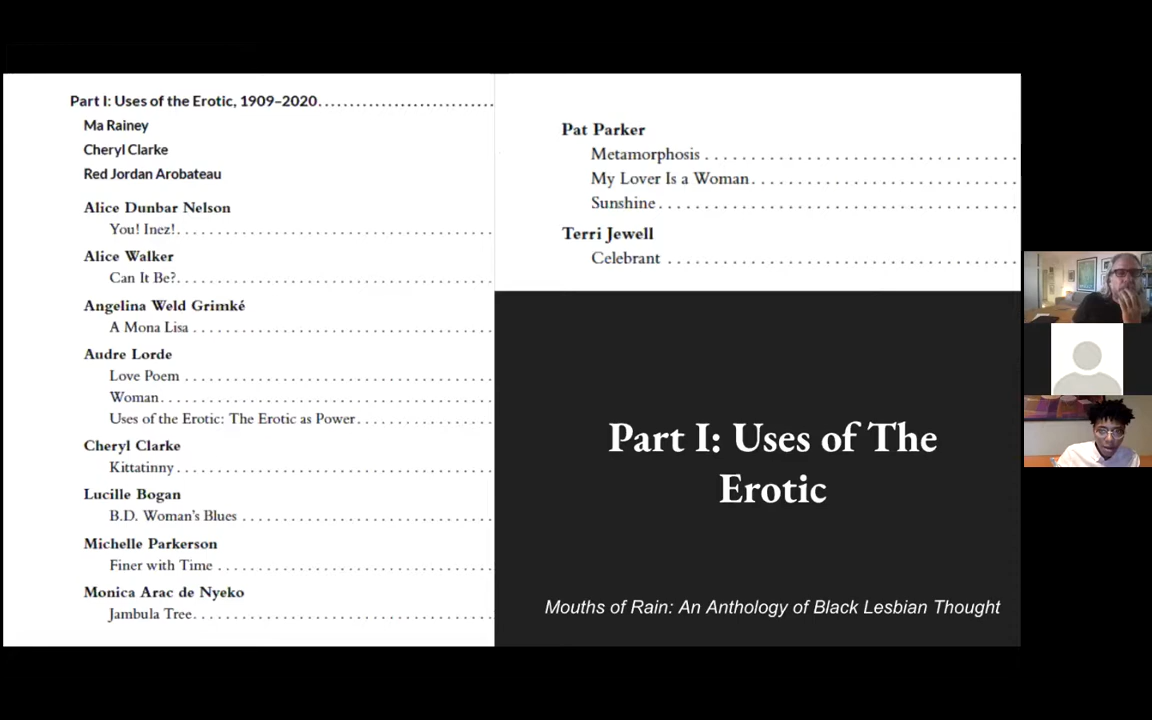 Part I: Uses of the Erotic, 1909–2020
Ma Rainey
Cheryl Clarke
Red Jordan Arobateau
Alice Dunbar Nelson
You! Inez!
Alice Walker
Can It Be?
Angelina Weld Grimké
A Mona Lisa
Audre Lorde
Love Poem
Woman
Uses of the Erotic: The Erotic as Power
Cheryl Clarke
Kittatinny
Lucille Bogan
B.D. Woman's Blues
Michelle Parkerson
Finer with Time
Monica Arac de Nyeko
Jambula Tree
Pat Parker
Metamorphosis
My Lover Is a Woman
Sunshine
Terri Jewell
Celebrant
Part I: Uses of The
Erotic
Mouths of Rain: An Anthology of Black Lesbian Thought